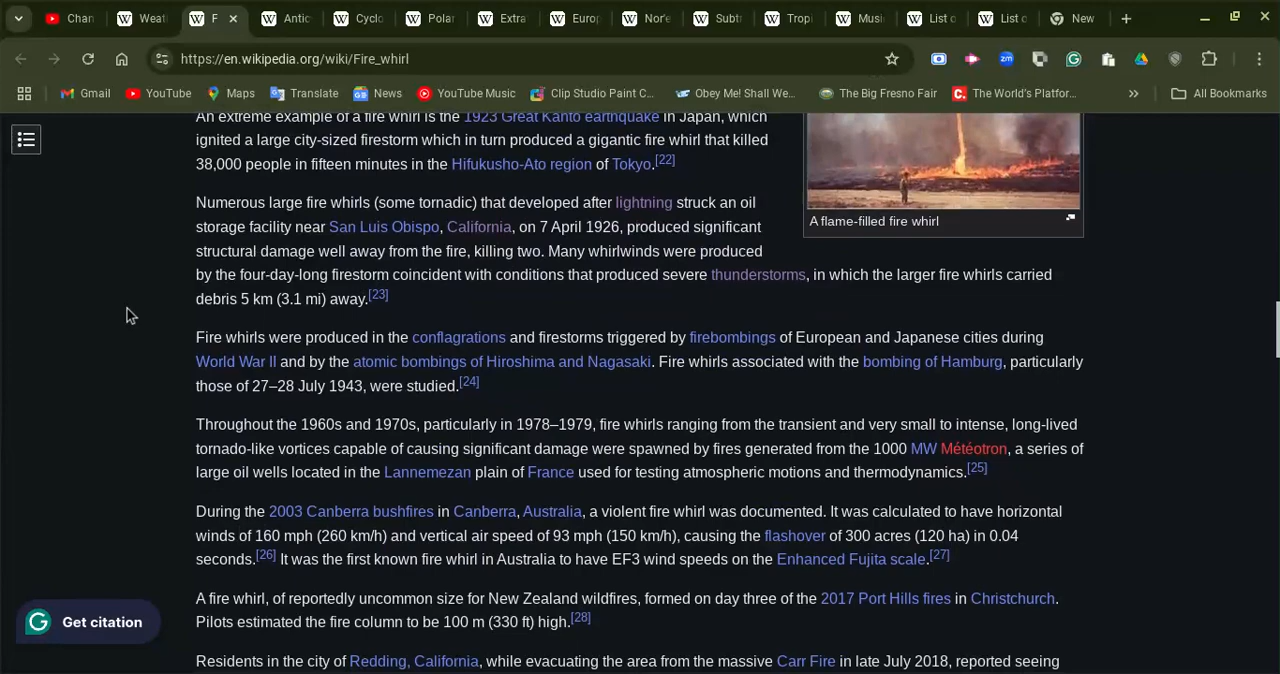 Chan
Weat
F
Antic
Cyclo
Polar
Extra
Europ
Nor'e
Subt
Tropi
Music
List o
List o
New
https://en.wikipedia.org/wiki/Fire_whirl
Gmail
YouTube
Maps
Translate
News
YouTube Music
Clip Studio Paint C...
Obey Me! Shall We...
The Big Fresno Fair
The World's Platfor...
All Bookmarks
An extreme example of a fire whirl is the 1923 Great Kantō earthquake in Japan, which
ignited a large city-sized firestorm which in turn produced a gigantic fire whirl that killed
38,000 people in fifteen minutes in the Hifukusho-Ato region of Tokyo.[22]
A flame-filled fire whirl
Numerous large fire whirls (some tornadic) that developed after lightning struck an oil
storage facility near San Luis Obispo, California, on 7 April 1926, produced significant
structural damage well away from the fire, killing two. Many whirlwinds were produced
by the four-day-long firestorm coincident with conditions that produced severe thunderstorms, in which the larger fire whirls carried
debris 5 km (3.1 mi) away.[23]
Fire whirls were produced in the conflagrations and firestorms triggered by firebombings of European and Japanese cities during
World War II and by the atomic bombings of Hiroshima and Nagasaki. Fire whirls associated with the bombing of Hamburg, particularly
those of 27–28 July 1943, were studied.[24]
Throughout the 1960s and 1970s, particularly in 1978–1979, fire whirls ranging from the transient and very small to intense, long-lived
tornado-like vortices capable of causing significant damage were spawned by fires generated from the 1000 MW Météotron, a series of
large oil wells located in the Lannemezan plain of France used for testing atmospheric motions and thermodynamics.[25]
During the 2003 Canberra bushfires in Canberra, Australia, a violent fire whirl was documented. It was calculated to have horizontal
winds of 160 mph (260 km/h) and vertical air speed of 93 mph (150 km/h), causing the flashover of 300 acres (120 ha) in 0.04
seconds.[26] It was the first known fire whirl in Australia to have EF3 wind speeds on the Enhanced Fujita scale.[27]
A fire whirl, of reportedly uncommon size for New Zealand wildfires, formed on day three of the 2017 Port Hills fires in Christchurch.
Pilots estimated the fire column to be 100 m (330 ft) high.[28]
Residents in the city of Redding, California, while evacuating the area from the massive Carr Fire in late July 2018, reported seeing
Get citation